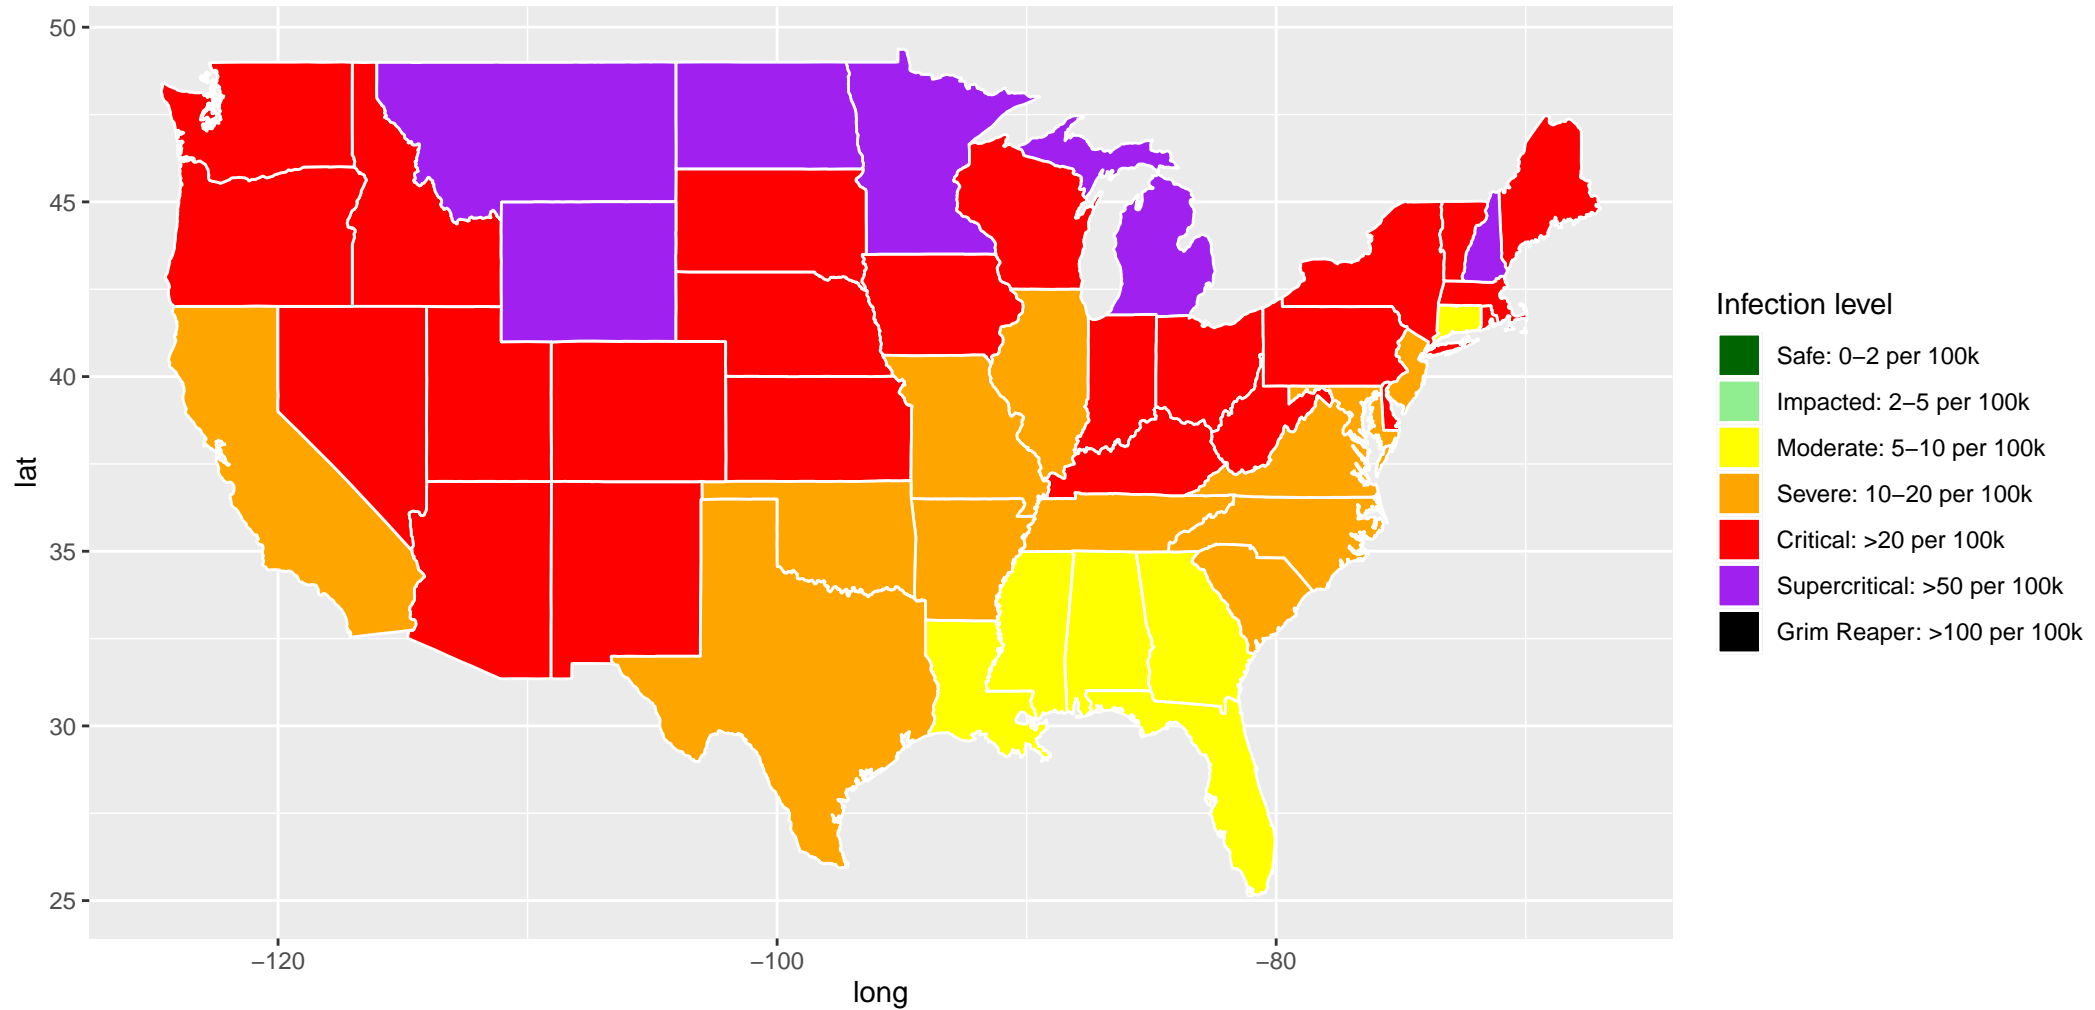 50
45
40
35
30
25
lat
−120
−100
−80
long
Infection level
Safe: 0−2 per 100k
Impacted: 2−5 per 100k
Moderate: 5−10 per 100k
Severe: 10−20 per 100k
Critical: >20 per 100k
Supercritical: >50 per 100k
Grim Reaper: >100 per 100k